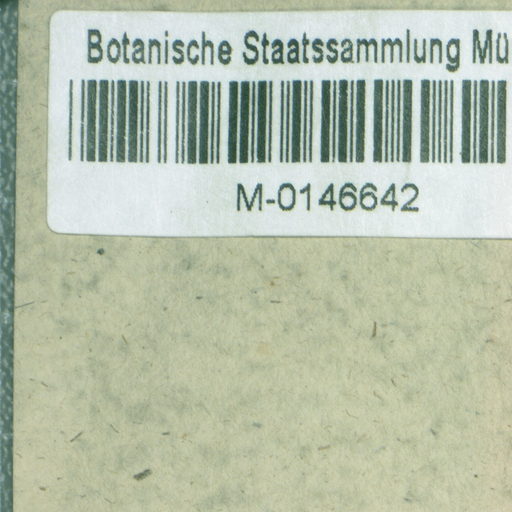 Botanische Staatssammlung Mü
M-0146642